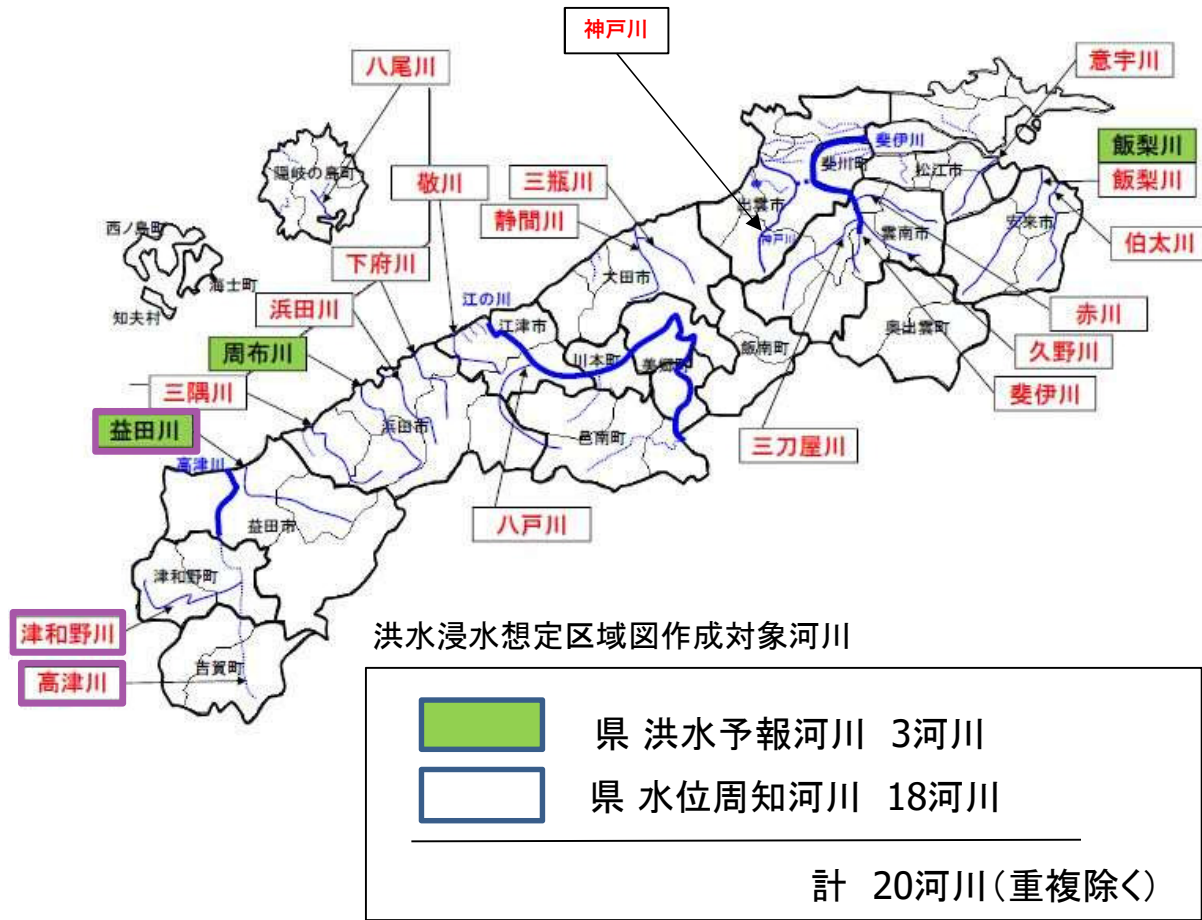 神戸川
八尾川
意宇川
斐伊川
飯梨川
斐川町
松江市
飯梨川
隠岐の島町
敬川
三瓶川
出雲市
安来市
静間川
雲南市
西ノ島町
神戸川
伯太川
下府川
大田市
海士町
江の川
浜田川
知夫村
赤川
江津市
奥出雲町
周布川
飯南町
久野川
川本町
美郷町
三隅川
斐伊川
浜田市
益田川
邑南町
三刀屋川
高津川
八戸川
益田市
津和野町
津和野川
吉賀町
高津川
洪水浸水想定区域図作成対象河川
県 洪水予報河川 3河川
県 水位周知河川 18河川
計 20河川(重複除く)